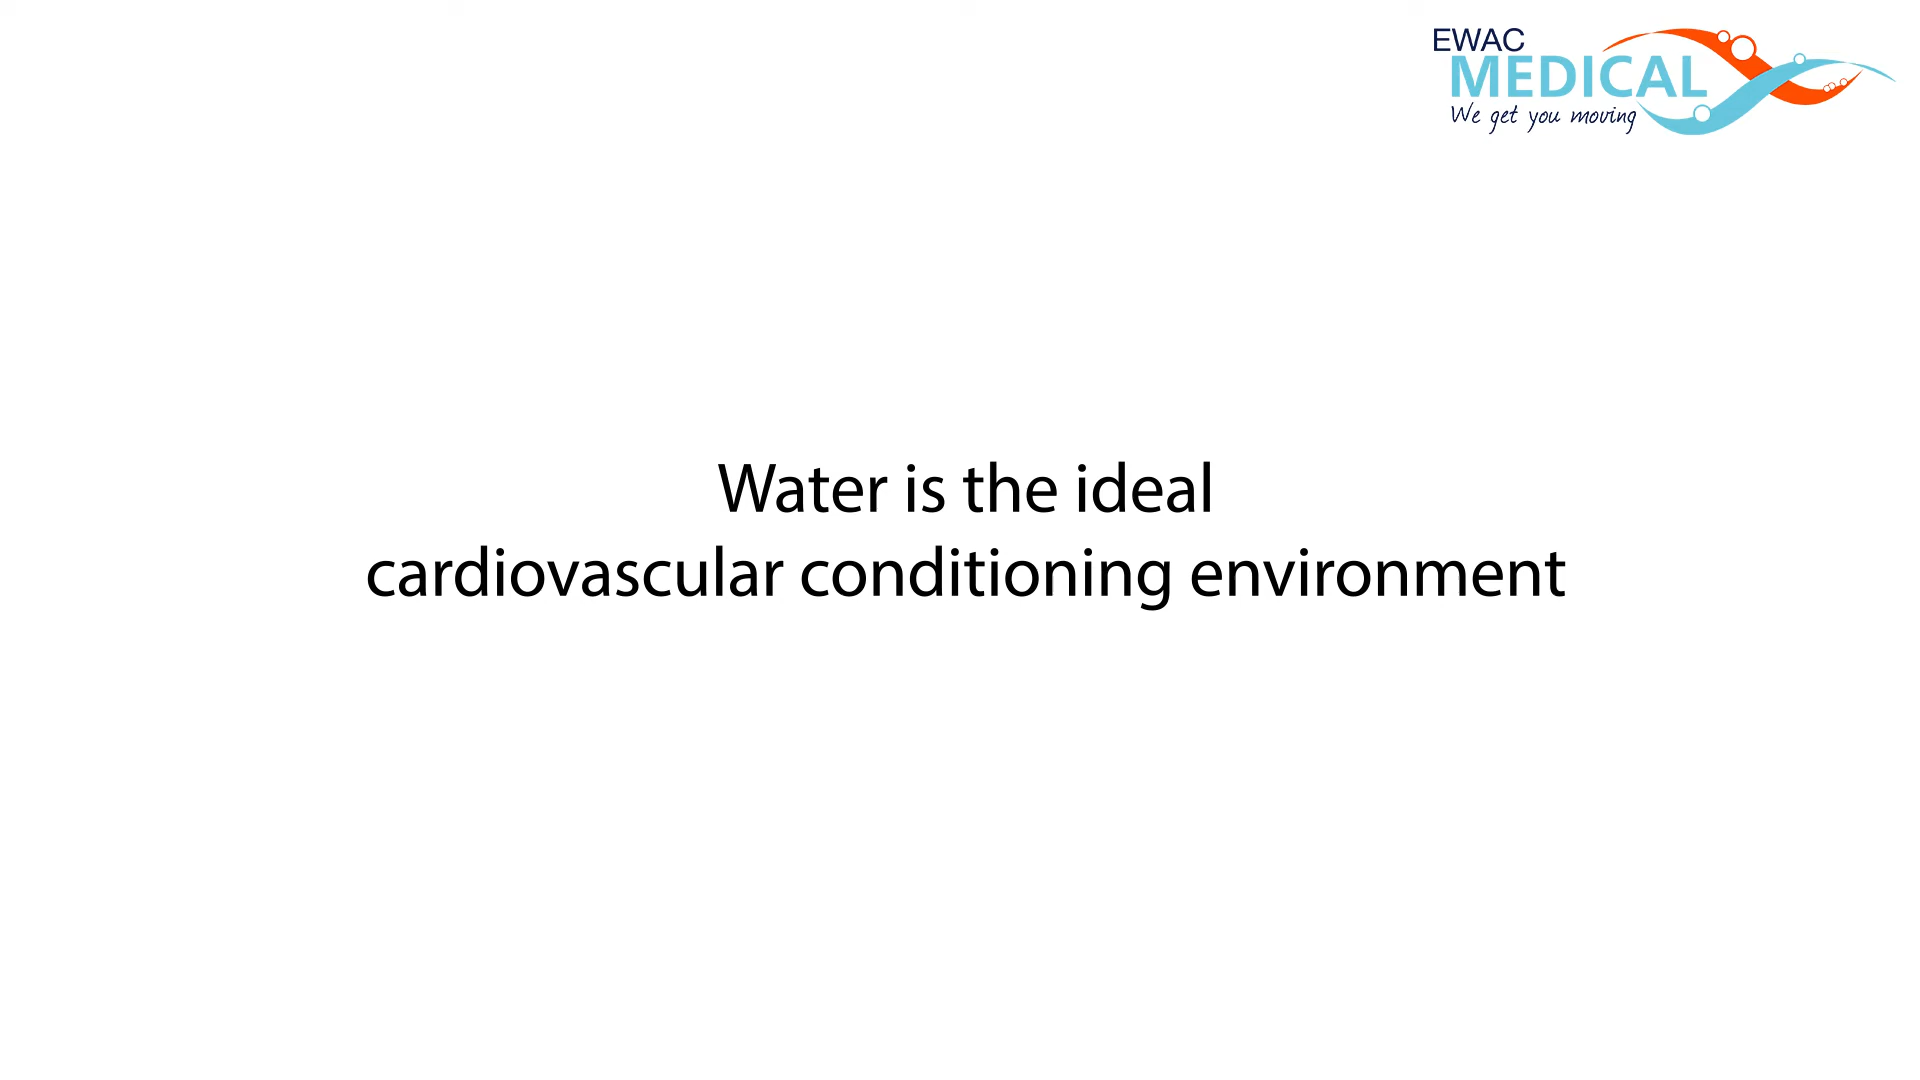 EWAC
MEDICAL
We get you moving
Water is the ideal
cardiovascular conditioning environment